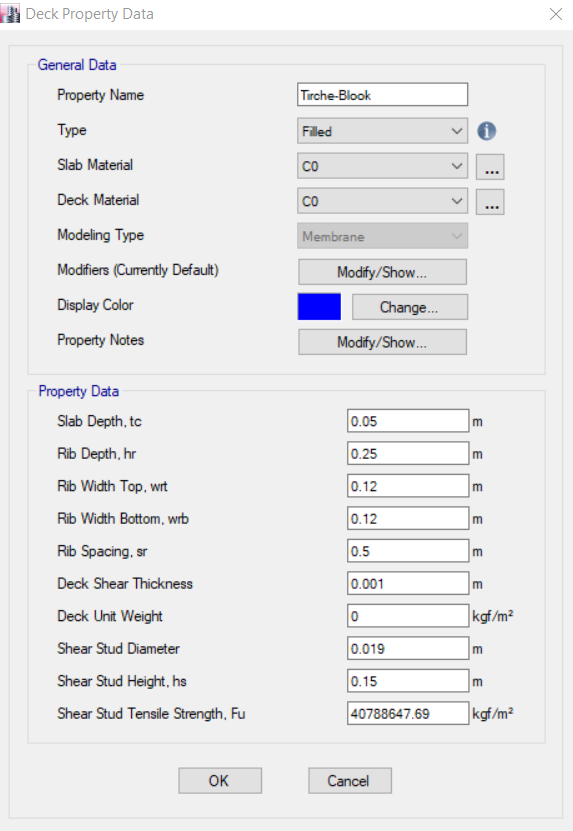 Deck Property Data
General Data
Property Name Tirche-Blook
Type Filled
Slab Material C0 ...
Deck Material C0 ...
Modeling Type Membrane
Modifiers (Currently Default) Modify/Show...
Display Color Change...
Property Notes Modify/Show...
Property Data
Slab Depth, tc 0.05 m
Rib Depth, hr 0.25 m
Rib Width Top, wrt 0.12 m
Rib Width Bottom, wrb 0.12 m
Rib Spacing, sr 0.5 m
Deck Shear Thickness 0.001 m
Deck Unit Weight 0 kgf/m²
Shear Stud Diameter 0.019 m
Shear Stud Height, hs 0.15 m
Shear Stud Tensile Strength, Fu 40788647.69 kgf/m²
OK Cancel